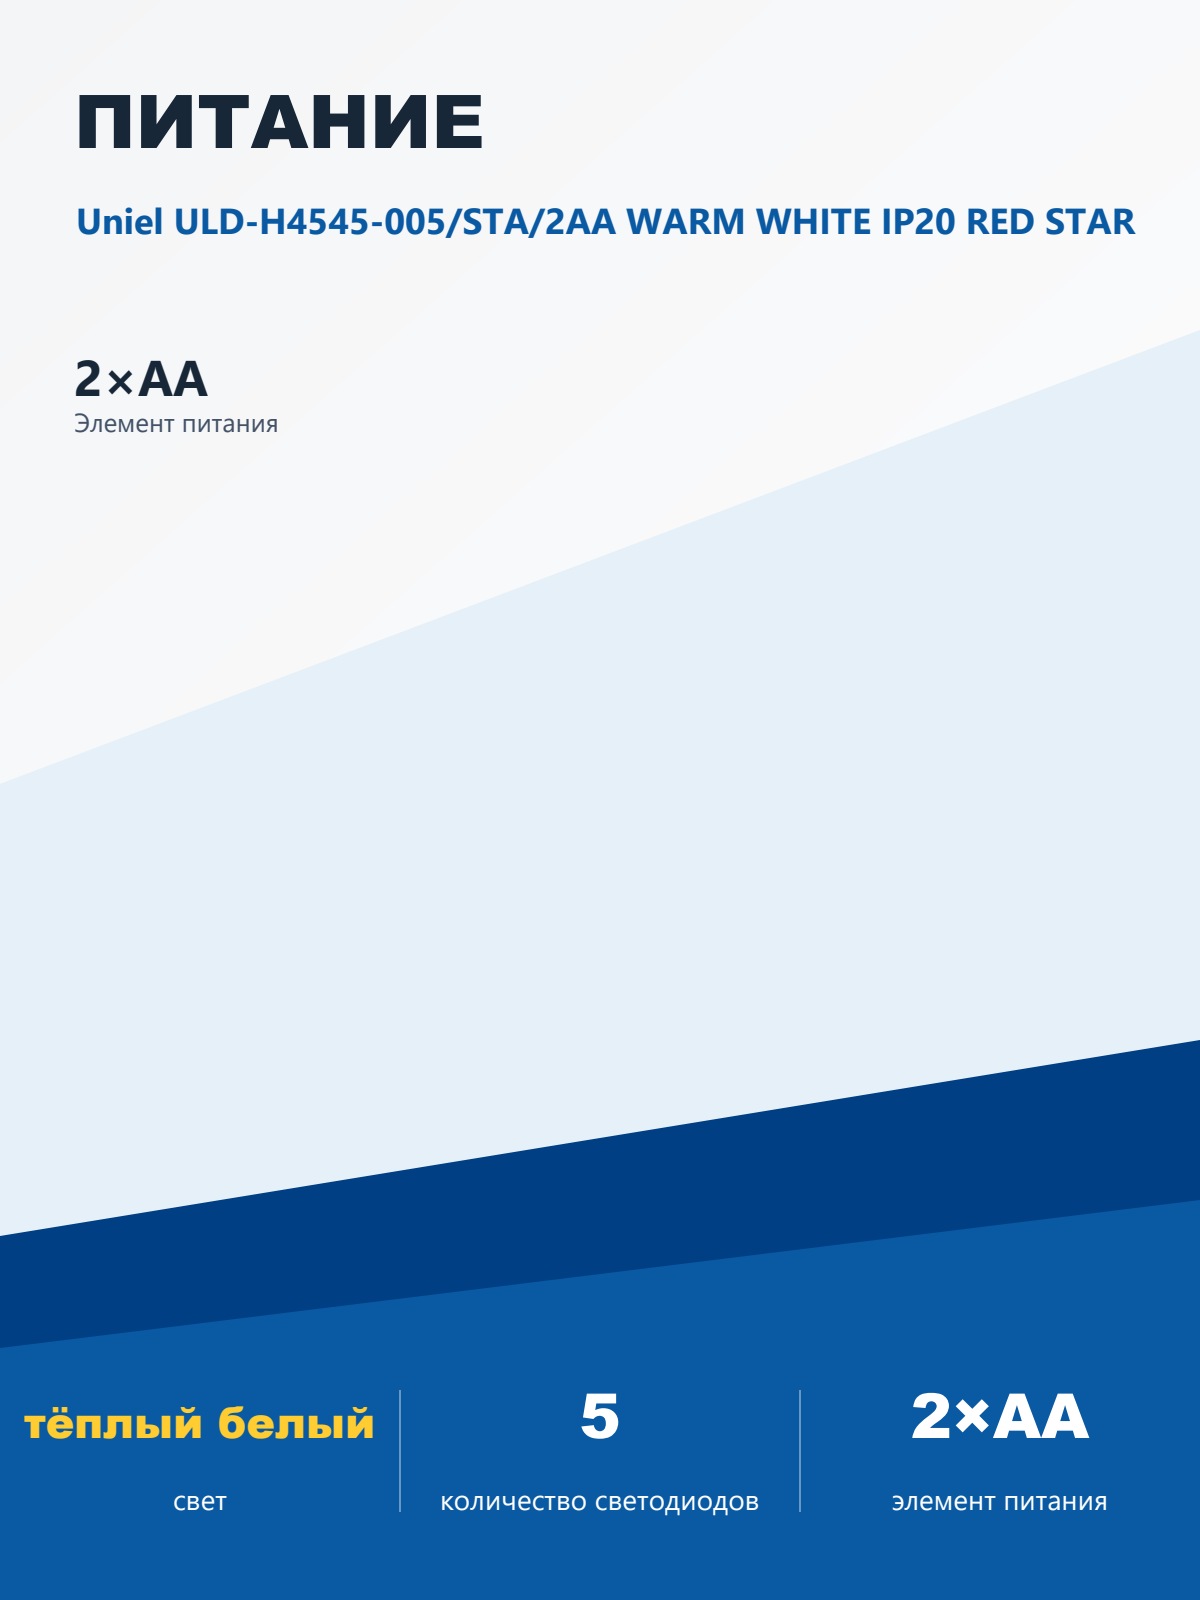 ПИТАНИЕ
Uniel ULD-H4545-005/STA/2AA WARM WHITE IP20 RED STAR
2×AA
Элемент питания
тёплый белый
свет
5
количество светодиодов
2×AA
элемент питания